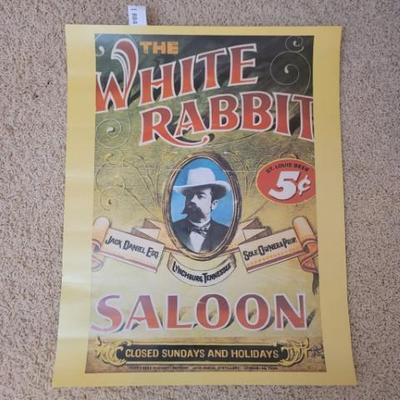 THE
WHITE
RABBIT
ST. LOUIS BEER
5¢
JACK DANIEL ESQ
LYNCHBURG, TENNESSEE
SOLE OWNER & PROP.
SALOON
CLOSED SUNDAYS AND HOLIDAYS